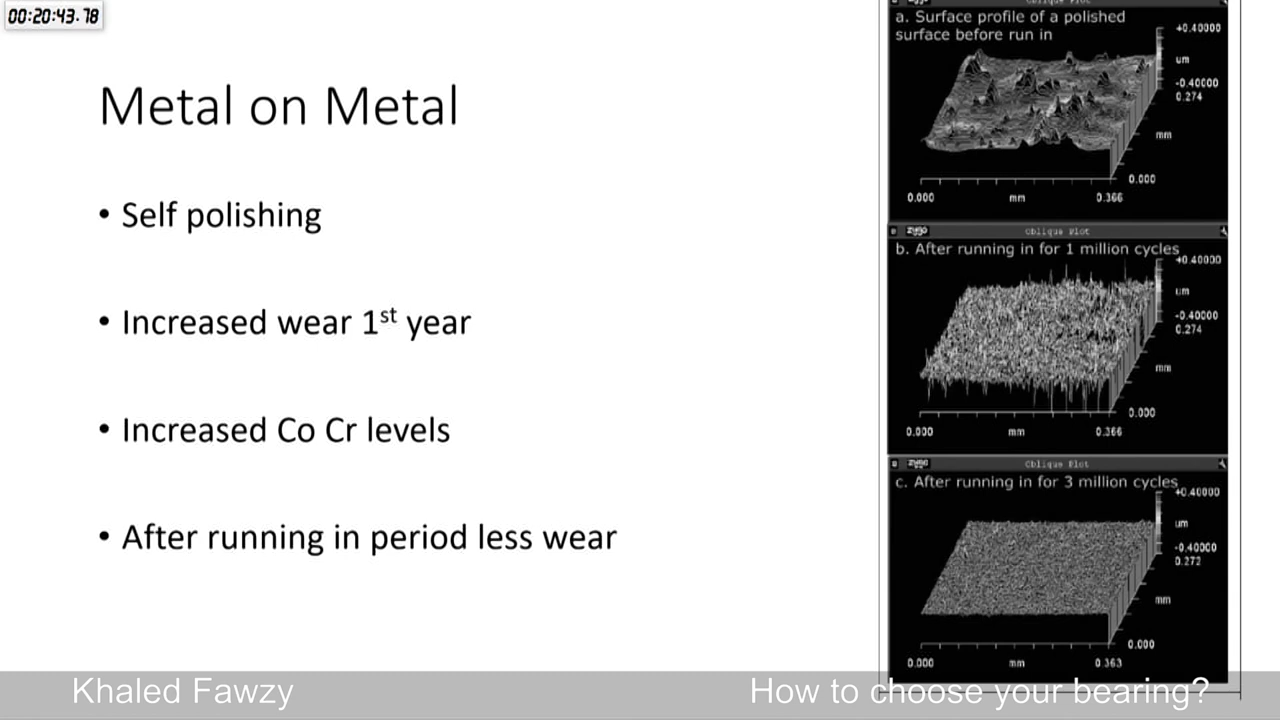 00:20:43.78
Metal on Metal
• Self polishing
• Increased wear 1st year
• Increased Co Cr levels
• After running in period less wear
Oblique Plot
a. Surface profile of a polished
surface before run in
+0.40000
um
-0.40000
0.274
mm
0.000
0.000 mm 0.366
zygo Oblique Plot
b. After running in for 1 million cycles
+0.40000
um
-0.40000
0.274
mm
0.000
0.000 mm 0.366
zygo Oblique Plot
c. After running in for 3 million cycles
+0.40000
um
-0.40000
0.272
mm
0.000
0.000 mm 0.363
Khaled Fawzy
How to choose your bearing?